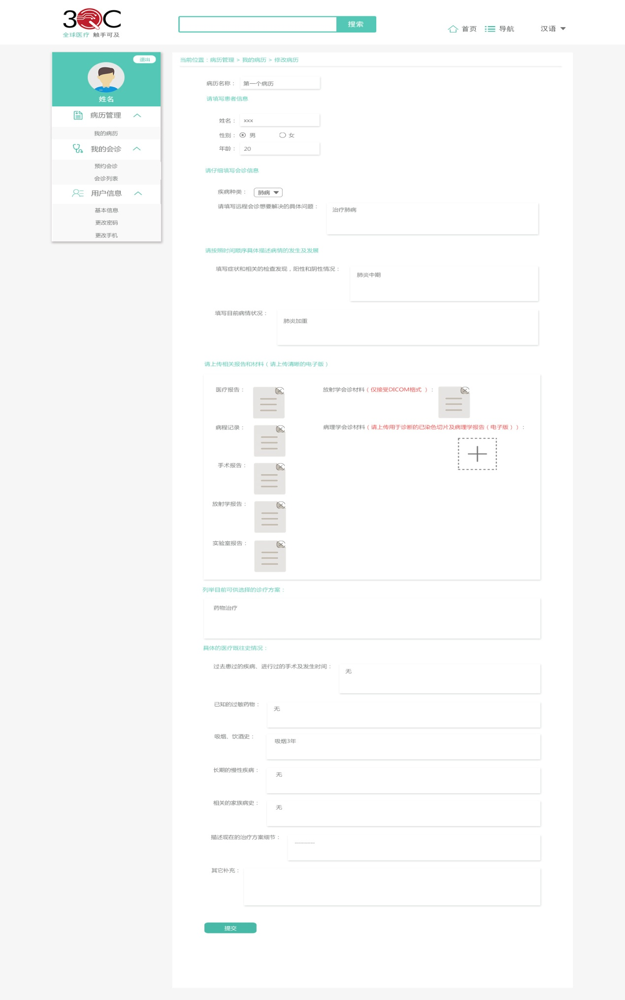 3QC
全球医疗 触手可及
搜索
首页
导航
汉语
退出
姓名
病历管理
我的病历
我的会诊
预约会诊
会诊列表
用户信息
基本信息
更改密码
更改手机
当前位置：病历管理 > 我的病历 > 修改病历
病历名称： 第一个病历
请填写患者信息
姓名： xxx
性别： 男 女
年龄： 20
请仔细填写会诊信息
疾病种类： 肺病
请填写远程会诊想要解决的具体问题： 治疗肺病
请按照时间顺序具体描述病情的发生及发展
填写症状和相关的检查发现，阳性和阴性情况： 肺炎中期
填写目前病情状况： 肺炎加重
请上传相关报告和材料（请上传清晰的电子版）
医疗报告： 放射学会诊材料（仅接受DICOM格式 ）：
病程记录： 病理学会诊材料（请上传用于诊断的已染色切片及病理学报告（电子版））：
手术报告：
放射学报告：
实验室报告：
列举目前可供选择的诊疗方案：
药物治疗
具体的医疗既往史情况：
过去患过的疾病、进行过的手术及发生时间： 无
已知的过敏药物： 无
吸烟、饮酒史： 吸烟3年
长期的慢性疾病： 无
相关的家族病史： 无
描述现在的治疗方案细节： ..............
其它补充：
提交